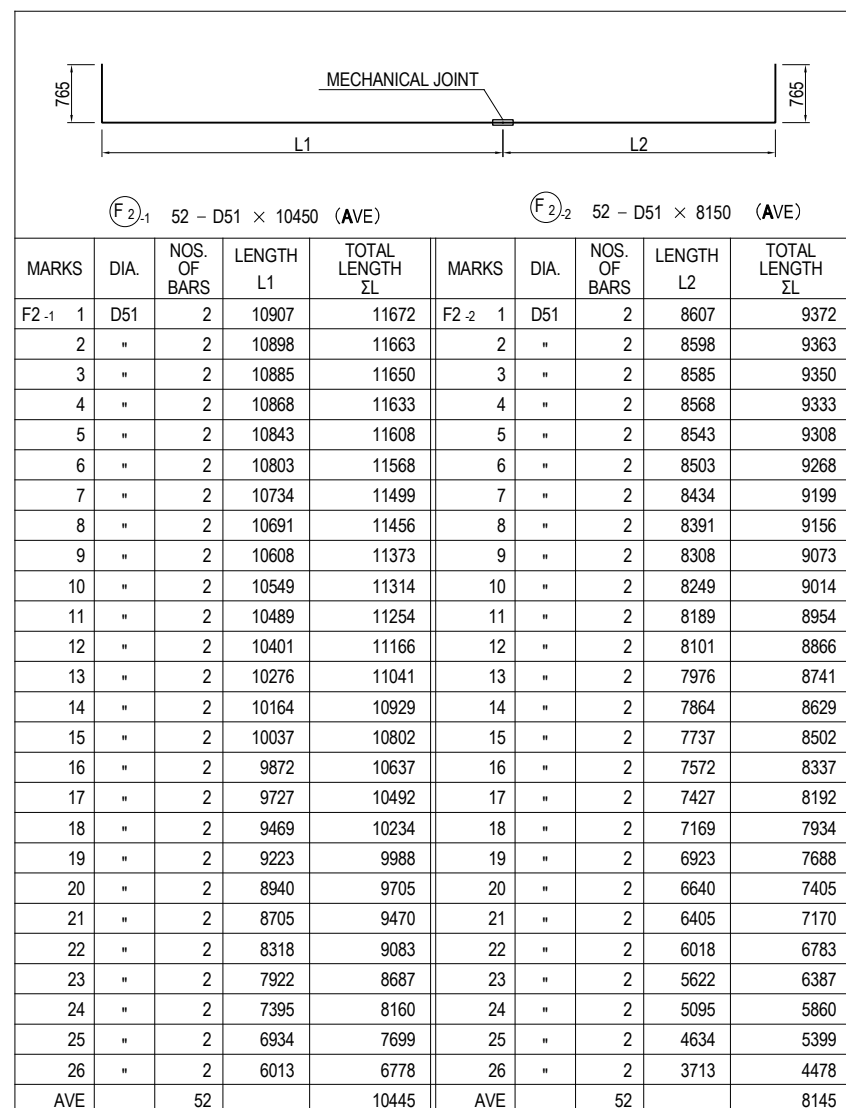 MECHANICAL JOINT
765
765
L1
L2
F 2 -1 52 – D51 × 10450 (AVE)
F 2 -2 52 – D51 × 8150 (AVE)
MARKS DIA. NOS. OF BARS LENGTH L1 TOTAL LENGTH ΣL MARKS DIA. NOS. OF BARS LENGTH L2 TOTAL LENGTH ΣL
F2 -1 1 D51 2 10907 11672 F2 -2 1 D51 2 8607 9372
2 " 2 10898 11663 2 " 2 8598 9363
3 " 2 10885 11650 3 " 2 8585 9350
4 " 2 10868 11633 4 " 2 8568 9333
5 " 2 10843 11608 5 " 2 8543 9308
6 " 2 10803 11568 6 " 2 8503 9268
7 " 2 10734 11499 7 " 2 8434 9199
8 " 2 10691 11456 8 " 2 8391 9156
9 " 2 10608 11373 9 " 2 8308 9073
10 " 2 10549 11314 10 " 2 8249 9014
11 " 2 10489 11254 11 " 2 8189 8954
12 " 2 10401 11166 12 " 2 8101 8866
13 " 2 10276 11041 13 " 2 7976 8741
14 " 2 10164 10929 14 " 2 7864 8629
15 " 2 10037 10802 15 " 2 7737 8502
16 " 2 9872 10637 16 " 2 7572 8337
17 " 2 9727 10492 17 " 2 7427 8192
18 " 2 9469 10234 18 " 2 7169 7934
19 " 2 9223 9988 19 " 2 6923 7688
20 " 2 8940 9705 20 " 2 6640 7405
21 " 2 8705 9470 21 " 2 6405 7170
22 " 2 8318 9083 22 " 2 6018 6783
23 " 2 7922 8687 23 " 2 5622 6387
24 " 2 7395 8160 24 " 2 5095 5860
25 " 2 6934 7699 25 " 2 4634 5399
26 " 2 6013 6778 26 " 2 3713 4478
AVE 52 10445 AVE 52 8145